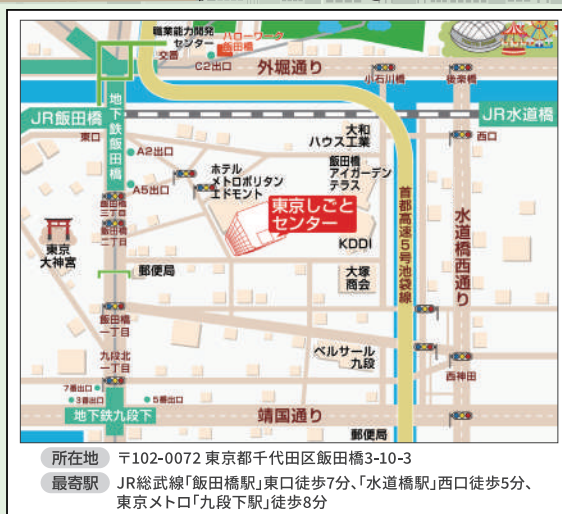 職業能力開発
センター
ハローワーク
飯田橋
交番
C2出口
外堀通り
小石川橋
後楽橋
JR飯田橋
地下鉄飯田橋
JR水道橋
東口
西口
A2出口
大和
ハウス工業
ホテル
メトロポリタン
エドモント
飯田橋
アイガーデン
テラス
A5出口
飯田橋
三丁目
東京しごと
センター
首都高速5号池袋線
水道橋西通り
飯田橋
二丁目
東京
大神宮
KDDI
郵便局
大塚
商会
飯田橋
一丁目
ベルサール
九段
九段北
一丁目
西神田
7番出口
3番出口
5番出口
地下鉄九段下
靖国通り
郵便局
所在地 〒102-0072 東京都千代田区飯田橋3-10-3
最寄駅 JR総武線「飯田橋駅」東口徒歩7分、「水道橋駅」西口徒歩5分、
東京メトロ「九段下駅」徒歩8分